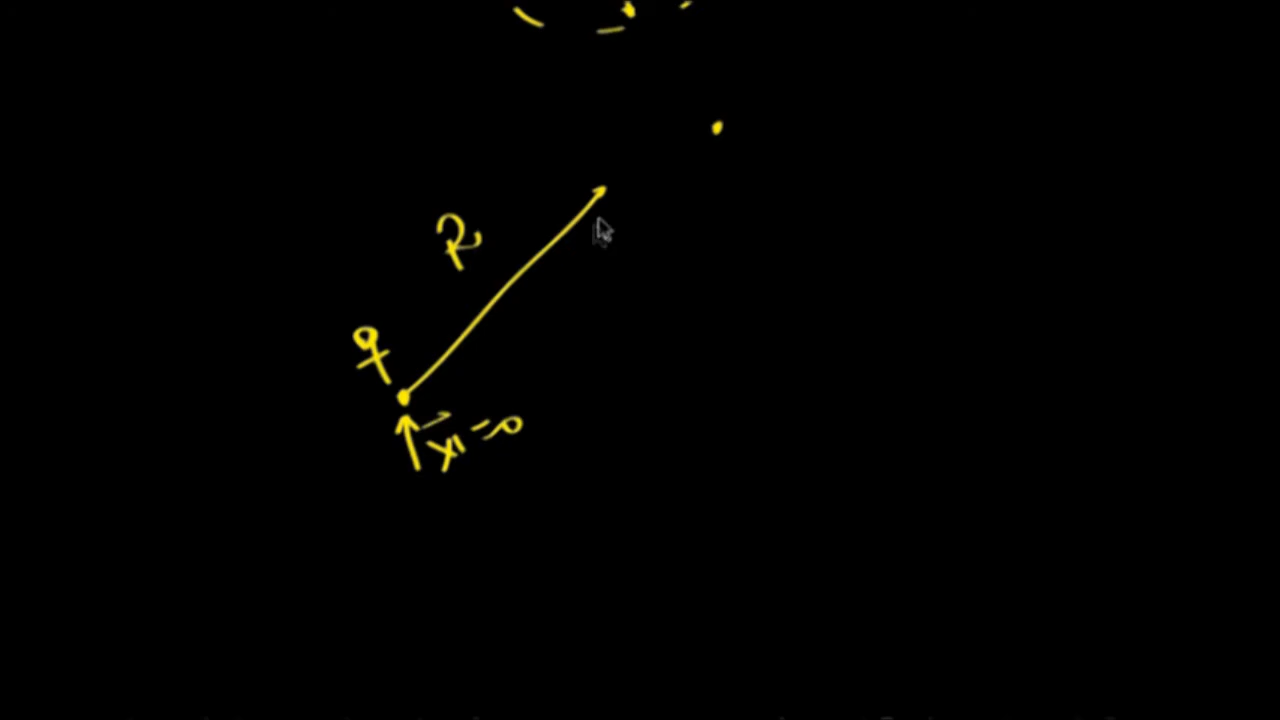 R
q
x⃗' = 0